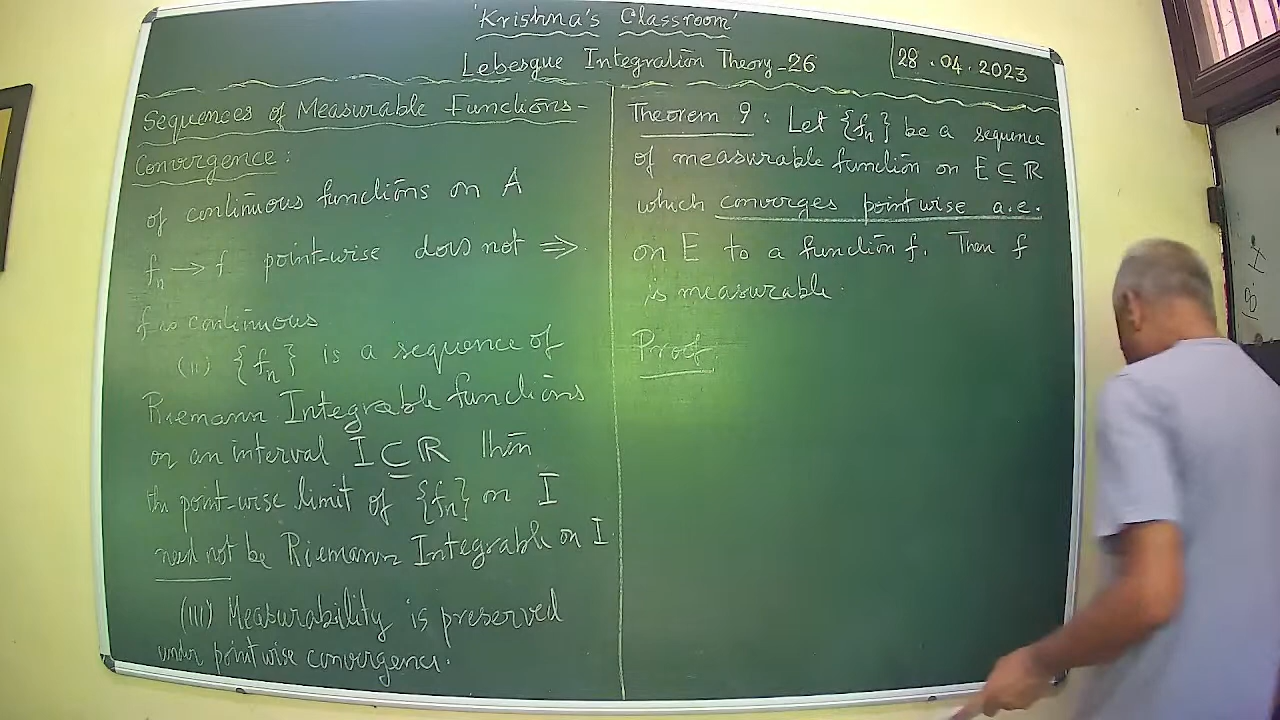 'Krishna's Classroom'
Lebesgue Integration Theory-26
28.04.2023
Sequences of Measurable Functions-
Convergence:
of continuous functions on A
fₙ → f point-wise does not ⇒
f is continuous
(ii) {fₙ} is a sequence of
Riemann Integrable functions
on an interval I ⊆ ℝ then
the point-wise limit of {fₙ} on I
need not be Riemann Integrable on I.
(iii) Measurability is preserved
under pointwise convergence.
Theorem 9: Let {fₙ} be a sequence
of measurable function on E ⊆ ℝ
which converges pointwise a.e.
on E to a function f. Then f
is measurable.
Proof: